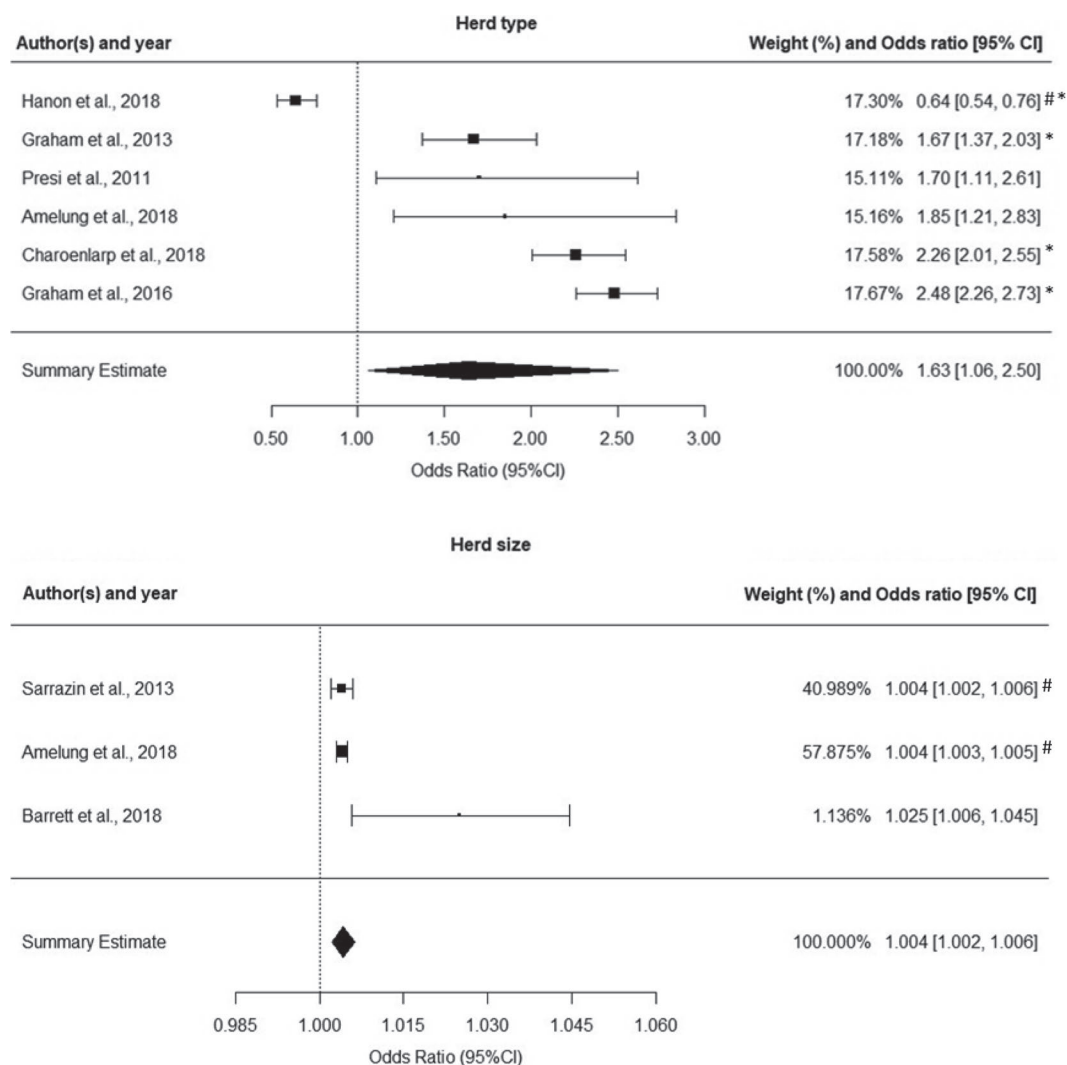 Herd type
Author(s) and year Weight (%) and Odds ratio [95% CI]
Hanon et al., 2018 17.30% 0.64 [0.54, 0.76] # *
Graham et al., 2013 17.18% 1.67 [1.37, 2.03] *
Presi et al., 2011 15.11% 1.70 [1.11, 2.61]
Amelung et al., 2018 15.16% 1.85 [1.21, 2.83]
Charoenlarp et al., 2018 17.58% 2.26 [2.01, 2.55] *
Graham et al., 2016 17.67% 2.48 [2.26, 2.73] *
Summary Estimate 100.00% 1.63 [1.06, 2.50]
0.50 1.00 1.50 2.00 2.50 3.00
Odds Ratio (95%CI)
Herd size
Author(s) and year Weight (%) and Odds ratio [95% CI]
Sarrazin et al., 2013 40.989% 1.004 [1.002, 1.006] #
Amelung et al., 2018 57.875% 1.004 [1.003, 1.005] #
Barrett et al., 2018 1.136% 1.025 [1.006, 1.045]
Summary Estimate 100.000% 1.004 [1.002, 1.006]
0.985 1.000 1.015 1.030 1.045 1.060
Odds Ratio (95%CI)